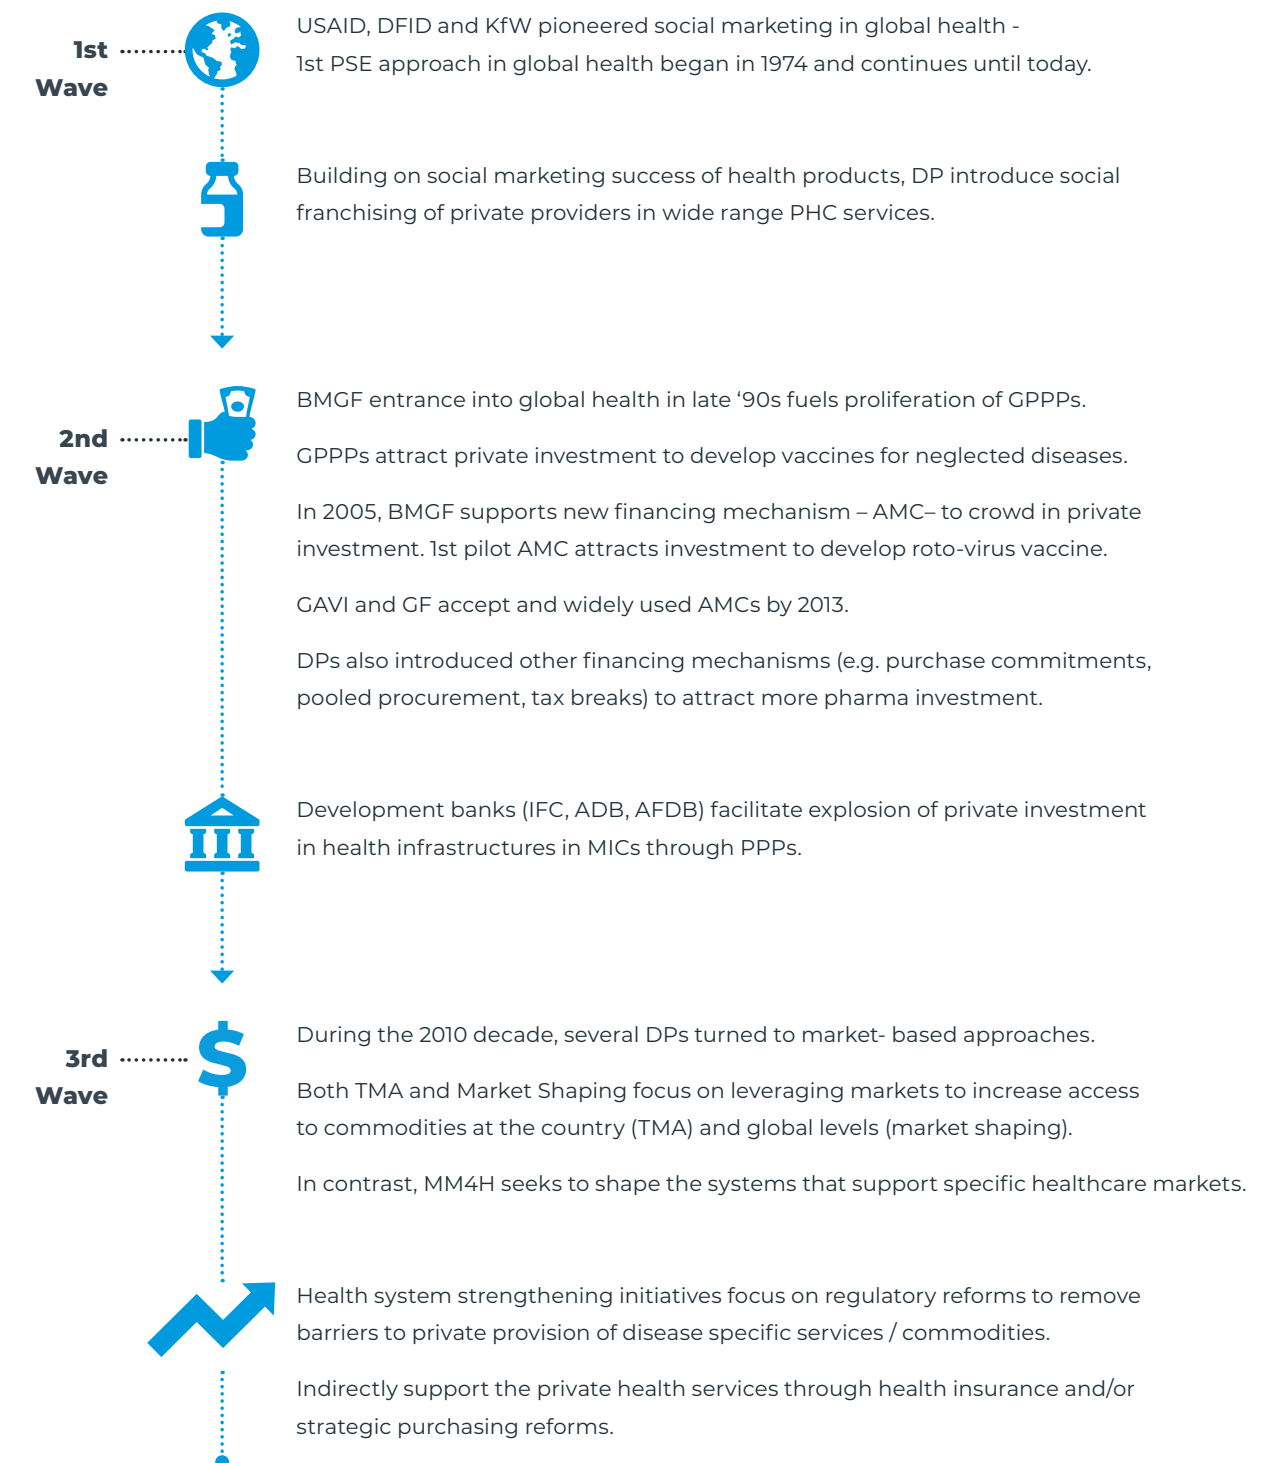 1st
Wave
USAID, DFID and KfW pioneered social marketing in global health -
1st PSE approach in global health began in 1974 and continues until today.
Building on social marketing success of health products, DP introduce social
franchising of private providers in wide range PHC services.
2nd
Wave
BMGF entrance into global health in late ‘90s fuels proliferation of GPPPs.
GPPPs attract private investment to develop vaccines for neglected diseases.
In 2005, BMGF supports new financing mechanism – AMC– to crowd in private
investment. 1st pilot AMC attracts investment to develop roto-virus vaccine.
GAVI and GF accept and widely used AMCs by 2013.
DPs also introduced other financing mechanisms (e.g. purchase commitments,
pooled procurement, tax breaks) to attract more pharma investment.
Development banks (IFC, ADB, AFDB) facilitate explosion of private investment
in health infrastructures in MICs through PPPs.
3rd
Wave
During the 2010 decade, several DPs turned to market- based approaches.
Both TMA and Market Shaping focus on leveraging markets to increase access
to commodities at the country (TMA) and global levels (market shaping).
In contrast, MM4H seeks to shape the systems that support specific healthcare markets.
Health system strengthening initiatives focus on regulatory reforms to remove
barriers to private provision of disease specific services / commodities.
Indirectly support the private health services through health insurance and/or
strategic purchasing reforms.